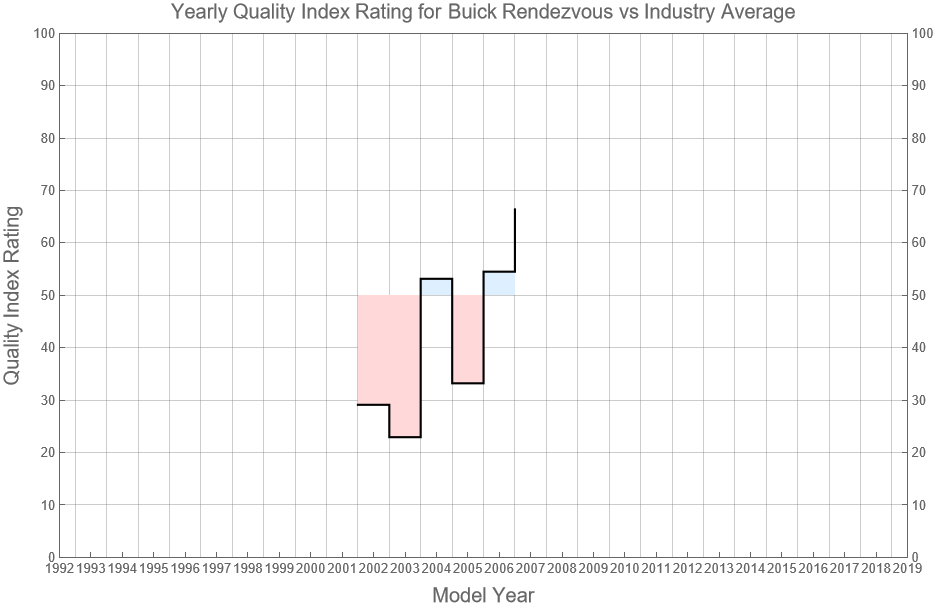 Yearly Quality Index Rating for Buick Rendezvous vs Industry Average
100 100
90 90
80 80
70 70
60 60
50 50
40 40
30 30
20 20
10 10
0 0
Quality Index Rating
1992 1993 1994 1995 1996 1997 1998 1999 2000 2001 2002 2003 2004 2005 2006 2007 2008 2009 2010 2011 2012 2013 2014 2015 2016 2017 2018 2019
Model Year